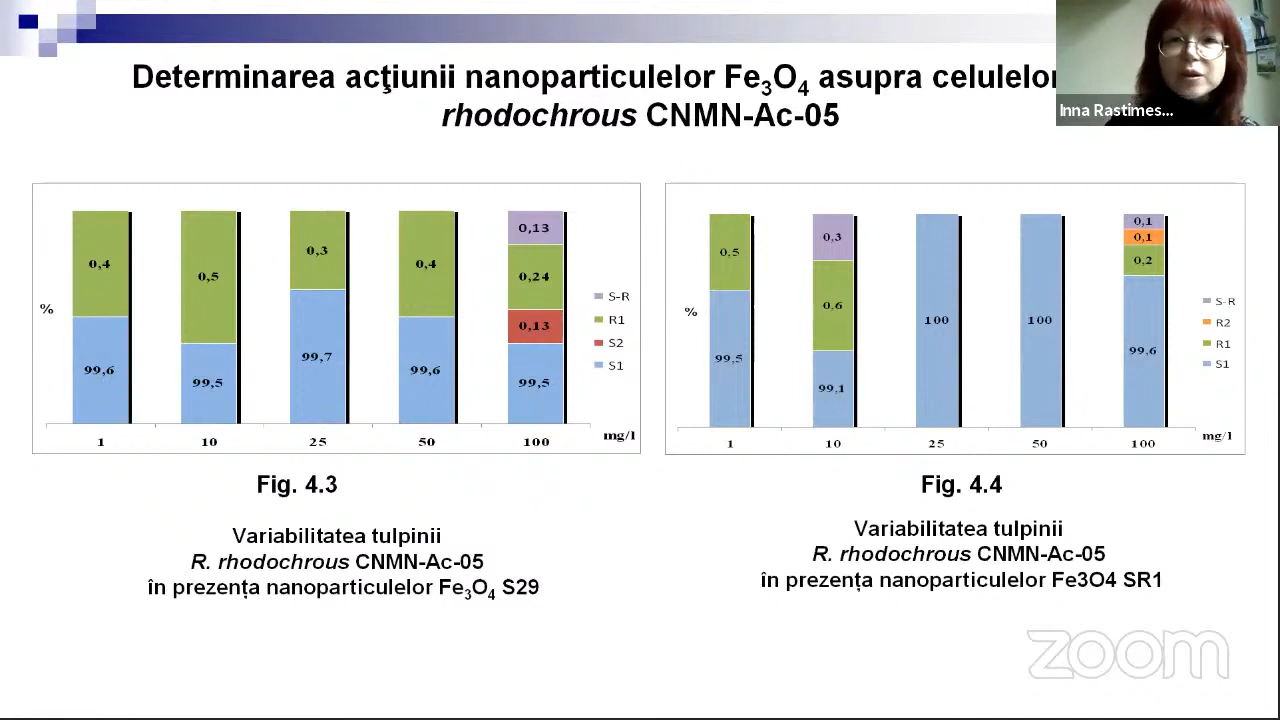 Determinarea acţiunii nanoparticulelor Fe₃O₄ asupra celulelor
rhodochrous CNMN-Ac-05
Inna Rastimes...
%
0,4
99,6
0,5
99,5
0,3
99,7
0,4
99,6
0,13
0,24
0,13
99,5
S-R
R1
S2
S1
1 10 25 50 100 mg/l
%
0,5
99,5
0,3
0,6
99,1
100
100
0,1
0,1
0,2
99,6
S-R
R2
R1
S1
1 10 25 50 100 mg/l
Fig. 4.3
Variabilitatea tulpinii
R. rhodochrous CNMN-Ac-05
în prezența nanoparticulelor Fe₃O₄ S29
Fig. 4.4
Variabilitatea tulpinii
R. rhodochrous CNMN-Ac-05
în prezența nanoparticulelor Fe3O4 SR1
zoom